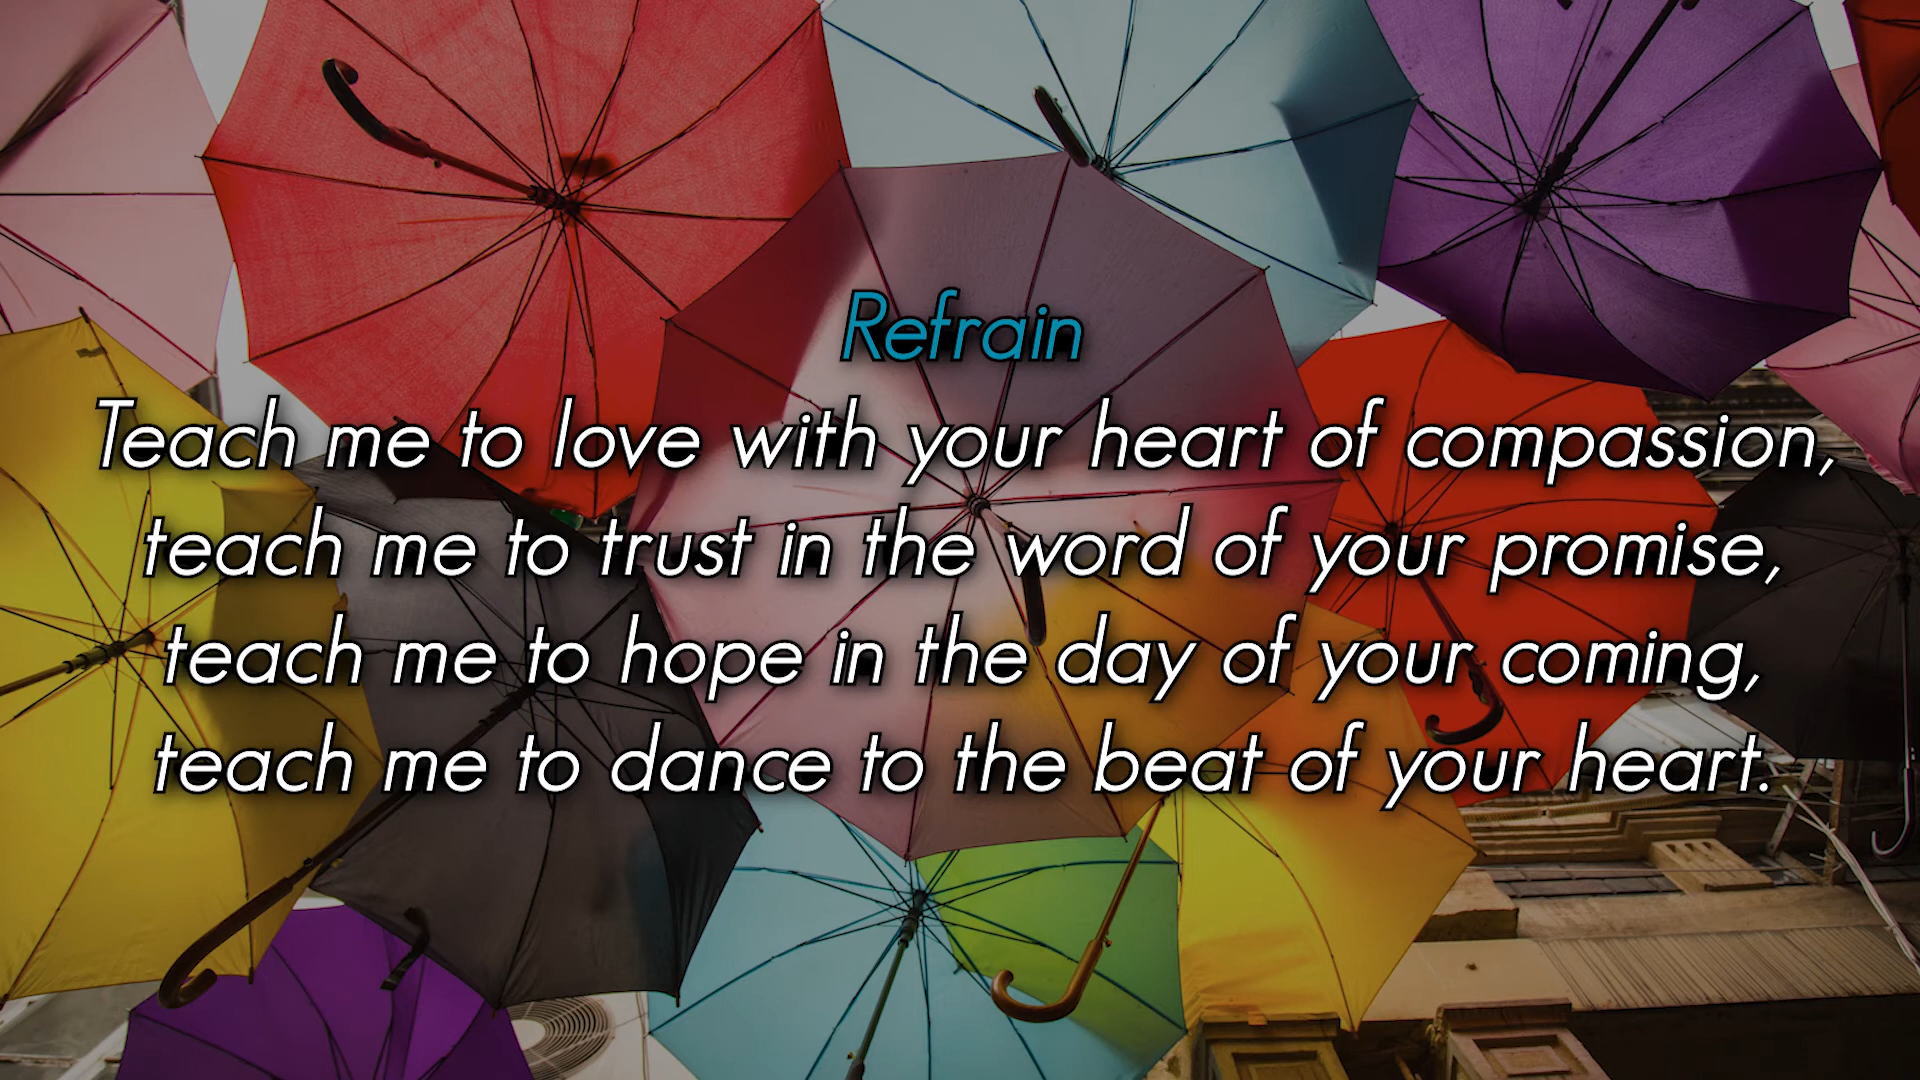 Refrain
Teach me to love with your heart of compassion,
teach me to trust in the word of your promise,
teach me to hope in the day of your coming,
teach me to dance to the beat of your heart.